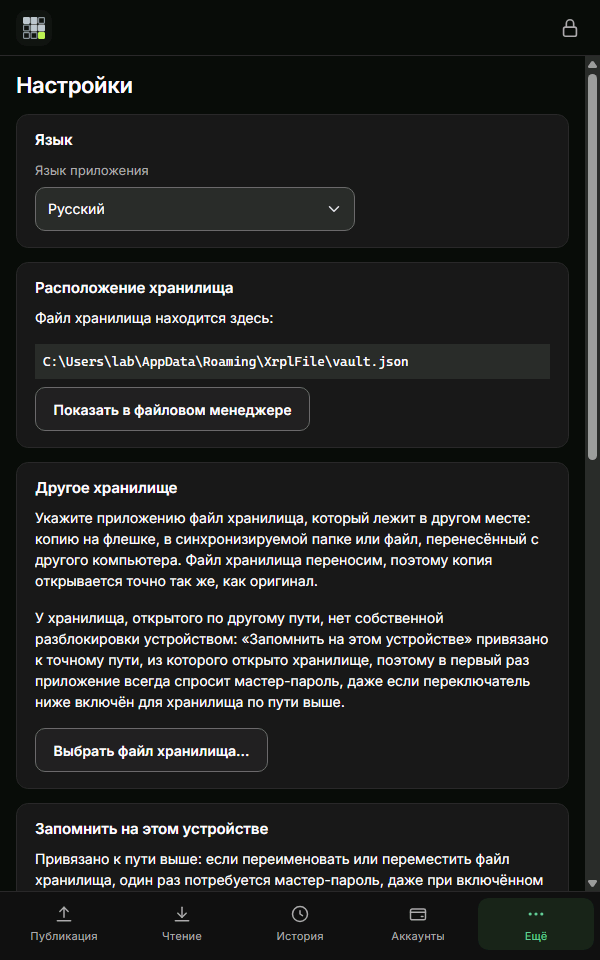 Настройки
Язык
Язык приложения
Русский
Расположение хранилища
Файл хранилища находится здесь:
C:\Users\lab\AppData\Roaming\XrplFile\vault.json
Показать в файловом менеджере
Другое хранилище
Укажите приложению файл хранилища, который лежит в другом месте:
копию на флешке, в синхронизируемой папке или файл, перенесённый с
другого компьютера. Файл хранилища переносим, поэтому копия
открывается точно так же, как оригинал.
У хранилища, открытого по другому пути, нет собственной
разблокировки устройством: «Запомнить на этом устройстве» привязано
к точному пути, из которого открыто хранилище, поэтому в первый раз
приложение всегда спросит мастер-пароль, даже если переключатель
ниже включён для хранилища по пути выше.
Выбрать файл хранилища...
Запомнить на этом устройстве
Привязано к пути выше: если переименовать или переместить файл
хранилища, один раз потребуется мастер-пароль, даже при включённом
Публикация
Чтение
История
Аккаунты
Ещё